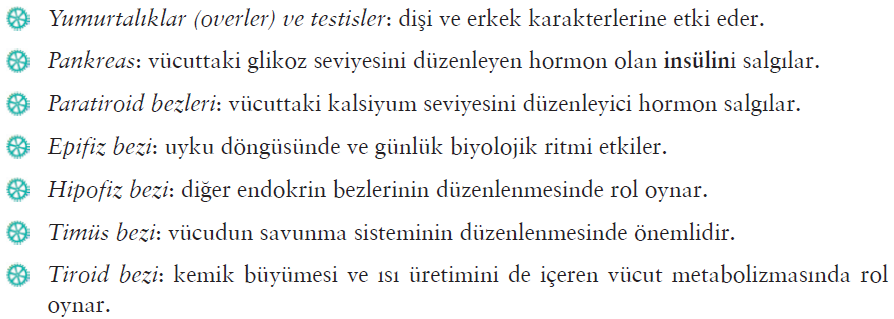 Yumurtalıklar (overler) ve testisler: dişi ve erkek karakterlerine etki eder.
Pankreas: vücuttaki glikoz seviyesini düzenleyen hormon olan insülini salgılar.
Paratiroid bezleri: vücuttaki kalsiyum seviyesini düzenleyici hormon salgılar.
Epifiz bezi: uyku döngüsünde ve günlük biyolojik ritmi etkiler.
Hipofiz bezi: diğer endokrin bezlerinin düzenlenmesinde rol oynar.
Timüs bezi: vücudun savunma sisteminin düzenlenmesinde önemlidir.
Tiroid bezi: kemik büyümesi ve ısı üretimini de içeren vücut metabolizmasında rol
oynar.